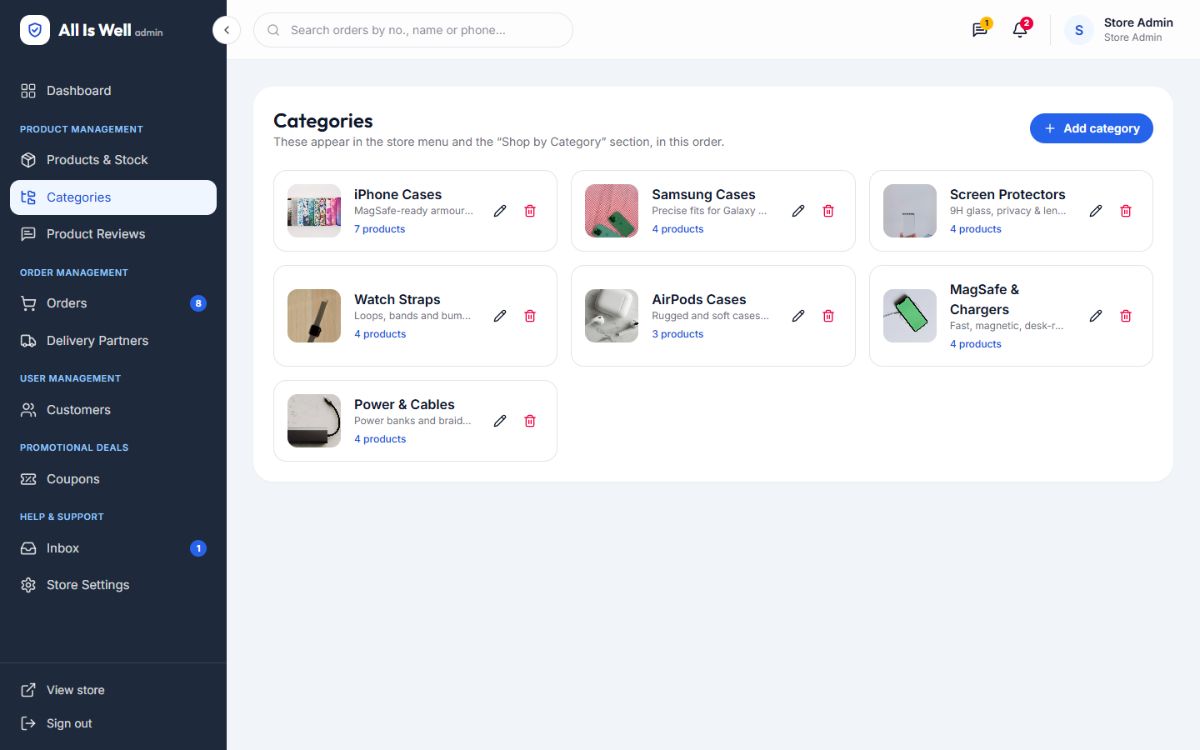 All Is Well admin
Search orders by no., name or phone...
1
2
S
Store Admin
Store Admin
Dashboard
PRODUCT MANAGEMENT
Products & Stock
Categories
Product Reviews
ORDER MANAGEMENT
Orders
8
Delivery Partners
USER MANAGEMENT
Customers
PROMOTIONAL DEALS
Coupons
HELP & SUPPORT
Inbox
1
Store Settings
View store
Sign out
Categories
These appear in the store menu and the “Shop by Category” section, in this order.
+ Add category
iPhone Cases
MagSafe-ready armour...
7 products
Samsung Cases
Precise fits for Galaxy ...
4 products
Screen Protectors
9H glass, privacy & len...
4 products
Watch Straps
Loops, bands and bum...
4 products
AirPods Cases
Rugged and soft cases...
3 products
MagSafe &
Chargers
Fast, magnetic, desk-r...
4 products
Power & Cables
Power banks and braid...
4 products